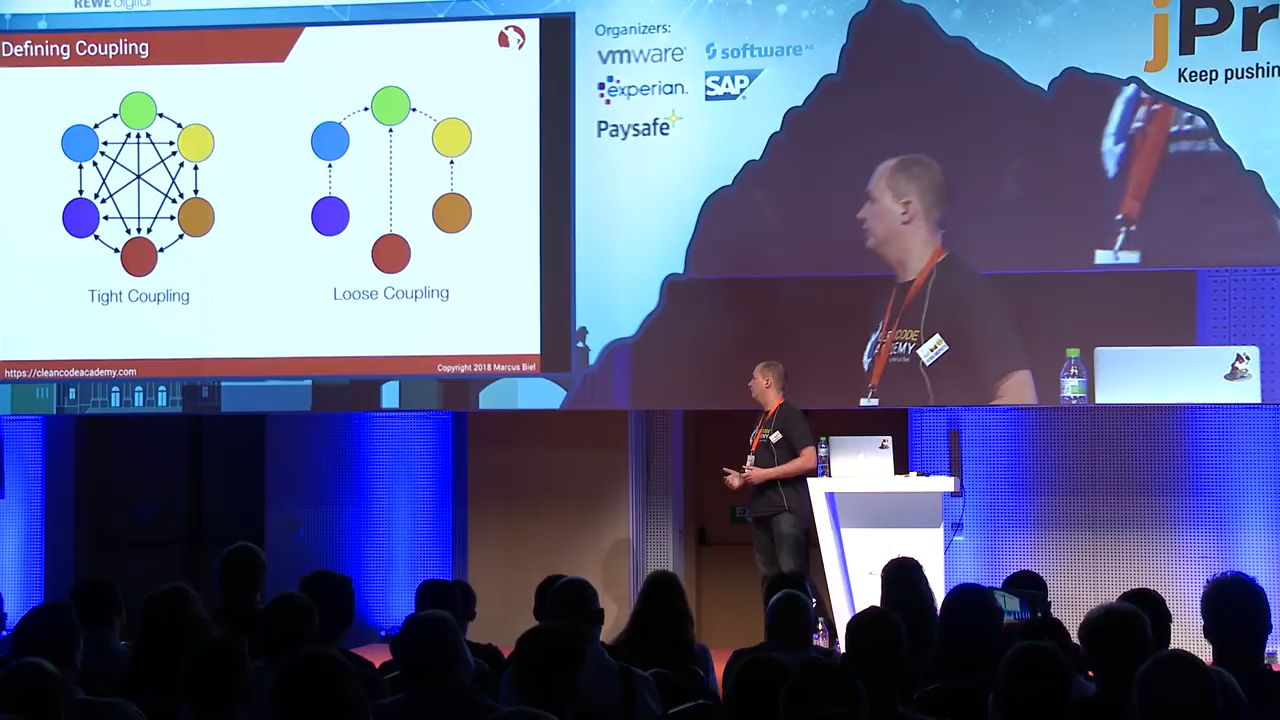 REWE digital
Defining Coupling
Tight Coupling
Loose Coupling
https://cleancodeacademy.com
Copyright 2018 Marcus Biel
Organizers:
vmware
software AG
experian.
SAP
Paysafe
jPr
Keep pushin
CODE